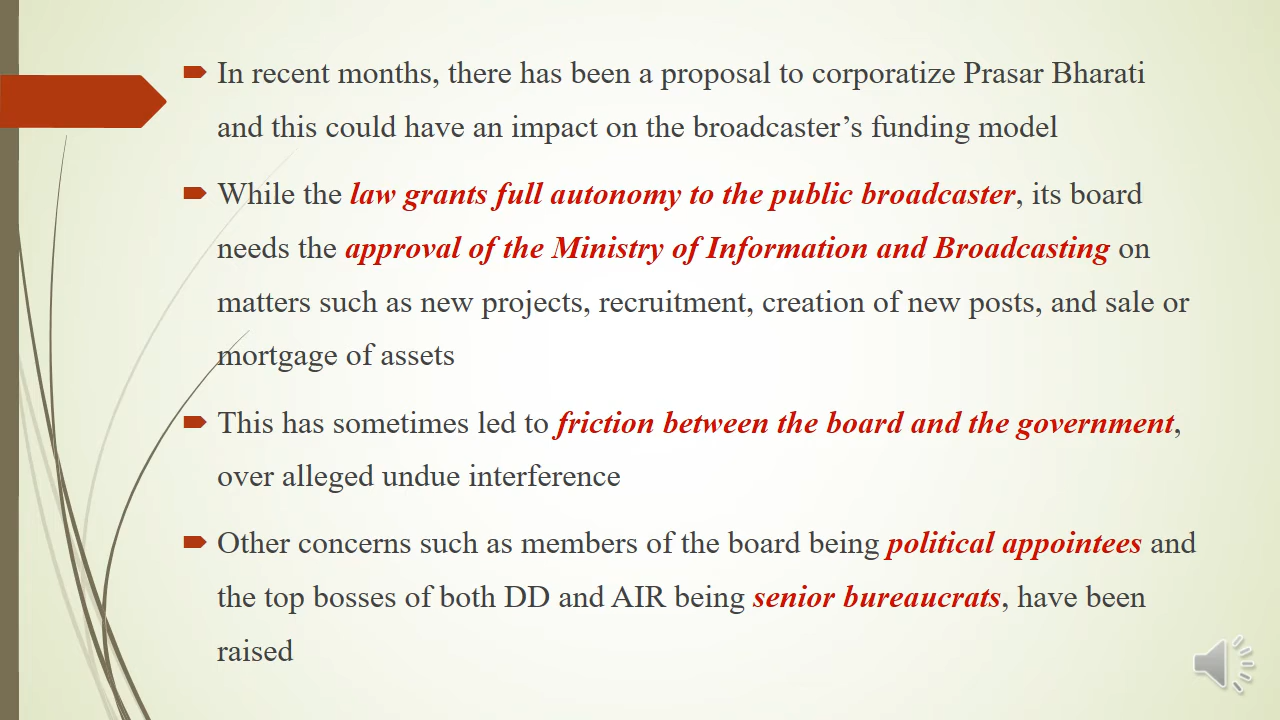 In recent months, there has been a proposal to corporatize Prasar Bharati
and this could have an impact on the broadcaster’s funding model
While the law grants full autonomy to the public broadcaster, its board
needs the approval of the Ministry of Information and Broadcasting on
matters such as new projects, recruitment, creation of new posts, and sale or
mortgage of assets
This has sometimes led to friction between the board and the government,
over alleged undue interference
Other concerns such as members of the board being political appointees and
the top bosses of both DD and AIR being senior bureaucrats, have been
raised